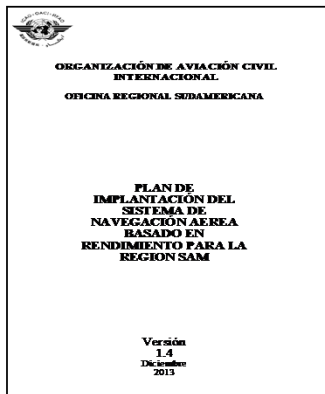 ORGANIZACIÓN DE AVIACIÓN CIVIL
INTERNACIONAL
OFICINA REGIONAL SUDAMERICANA
PLAN DE
IMPLANTACIÓN DEL
SISTEMA DE
NAVEGACIÓN AEREA
BASADO EN
RENDIMIENTO PARA LA
REGION SAM
Versión
1.4
Diciembre
2013